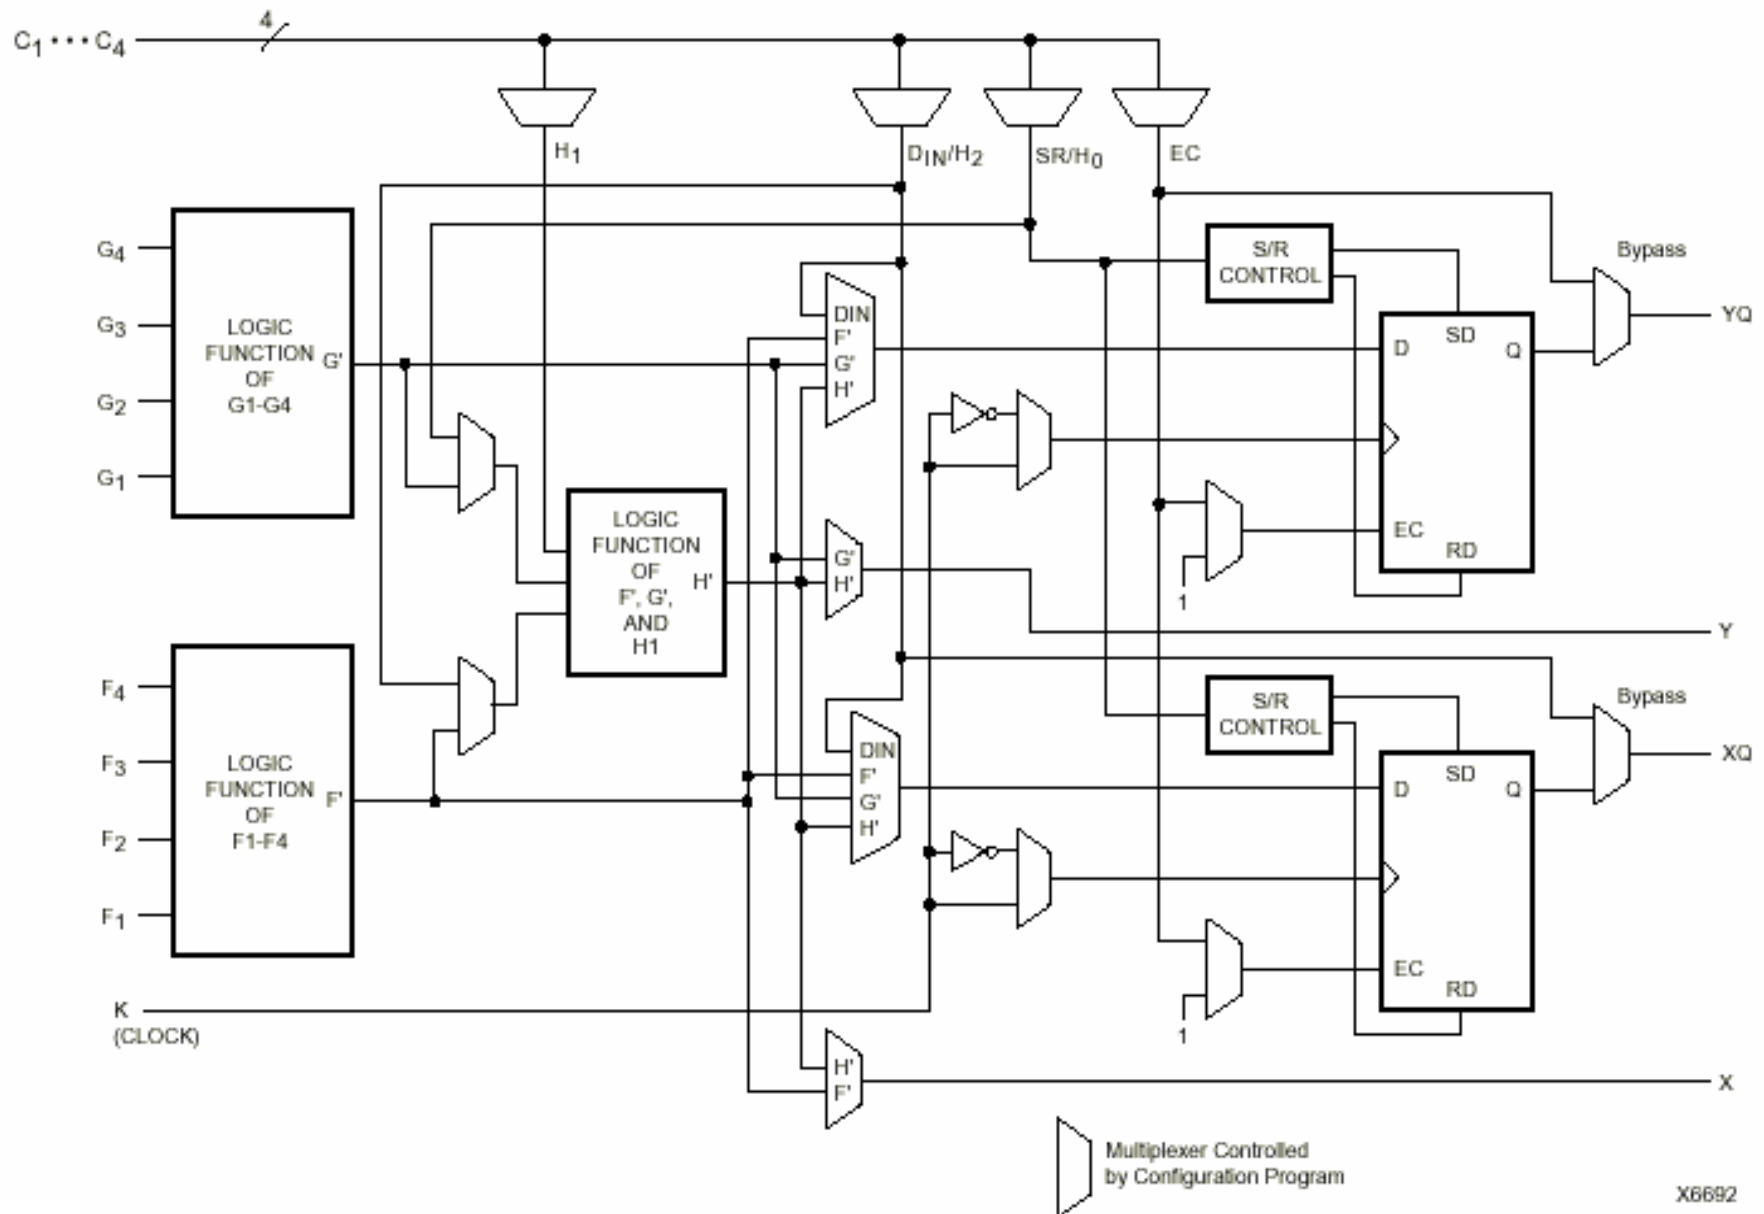 4
C1 • • • C4
H1
DIN/H2
SR/H0
EC
G4
G3
G2
G1
LOGIC
FUNCTION
OF
G1-G4
G'
DIN
F'
G'
H'
S/R
CONTROL
Bypass
YQ
D
SD
Q
EC
RD
1
LOGIC
FUNCTION
OF
F', G',
AND
H1
H'
G'
H'
Y
F4
F3
F2
F1
LOGIC
FUNCTION
OF
F1-F4
F'
DIN
F'
G'
H'
S/R
CONTROL
Bypass
XQ
D
SD
Q
EC
RD
1
K
(CLOCK)
H'
F'
X
Multiplexer Controlled
by Configuration Program
X6692